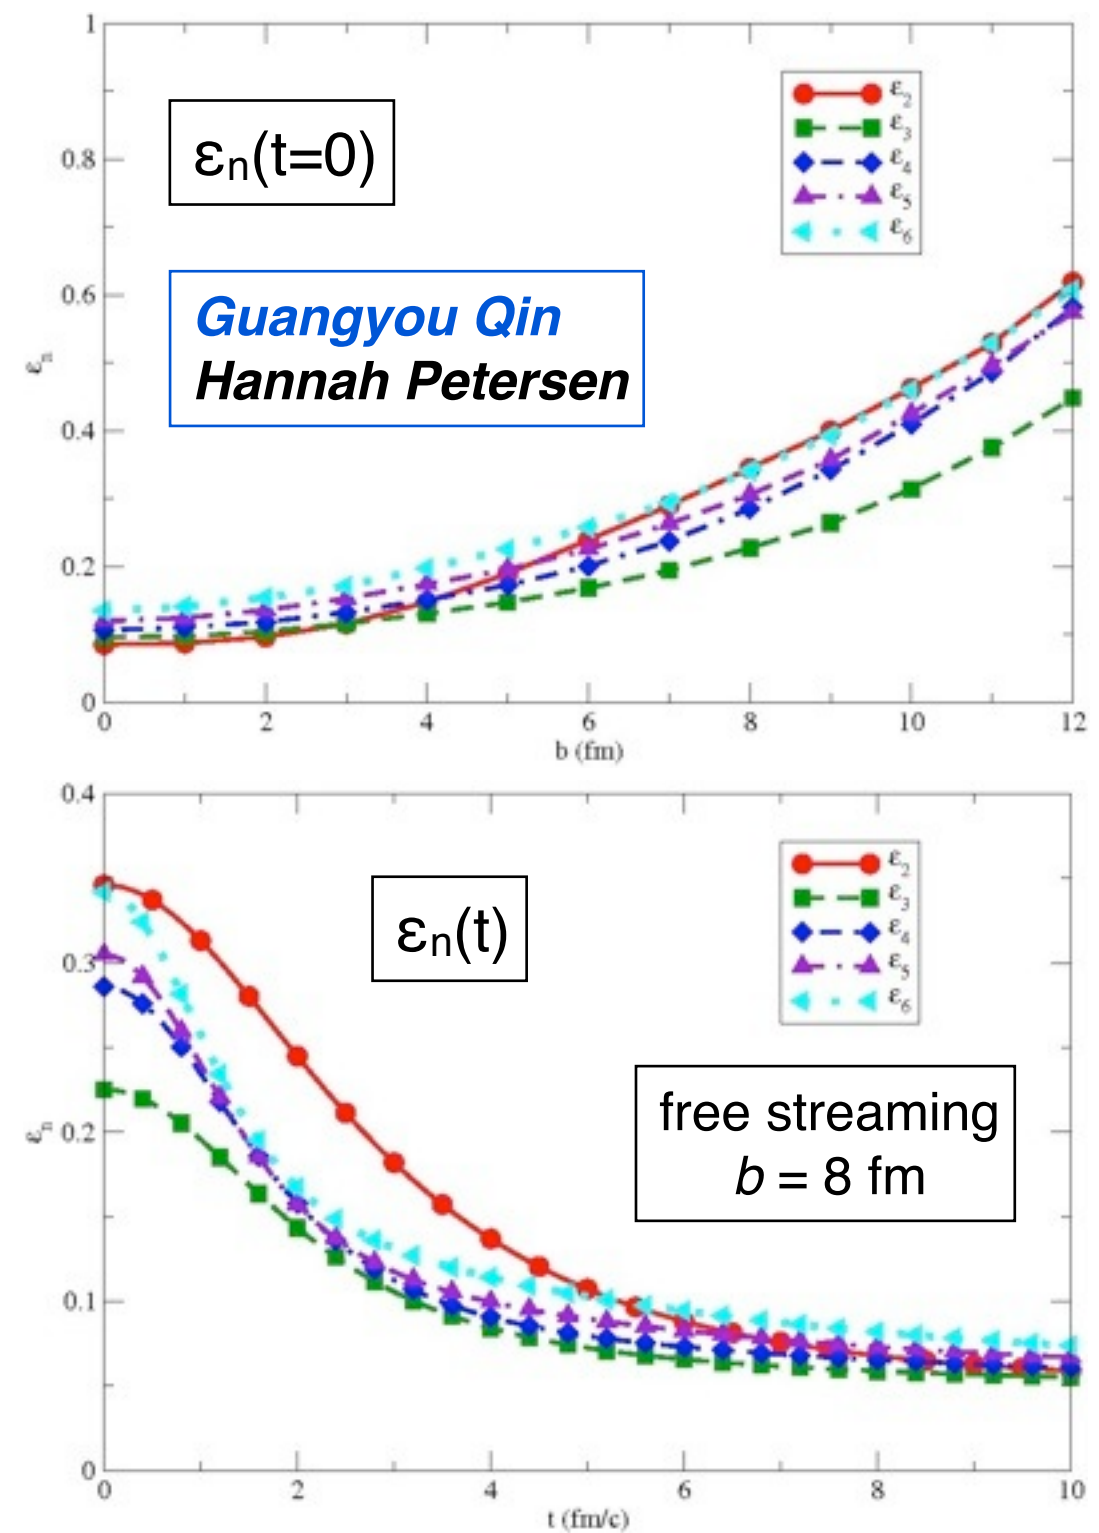 1
0.8
0.6
0.4
0.2
0
εn
εn(t=0)
Guangyou Qin
Hannah Petersen
ε2
ε3
ε4
ε5
ε6
0 2 4 6 8 10 12
b (fm)
0.4
0.3
0.2
0.1
0
εn
εn(t)
ε2
ε3
ε4
ε5
ε6
free streaming
b = 8 fm
0 2 4 6 8 10
t (fm/c)